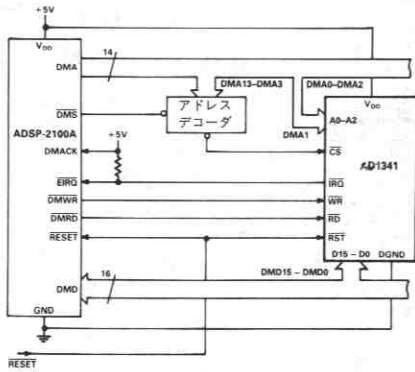 +5V
VDD
DMA
14
DMA13-DMA3
DMA0-DMA2
VDD
DMS
アドレス
デコーダ
DMA1
A0-A2
ADSP-2100A
+5V
DMACK
CS
AD1341
EIRQ
IRQ
DMWR
WR
DMRD
RD
RESET
RST
D15-D0
DGND
DMD15-DMD0
16
DMD
GND
RESET